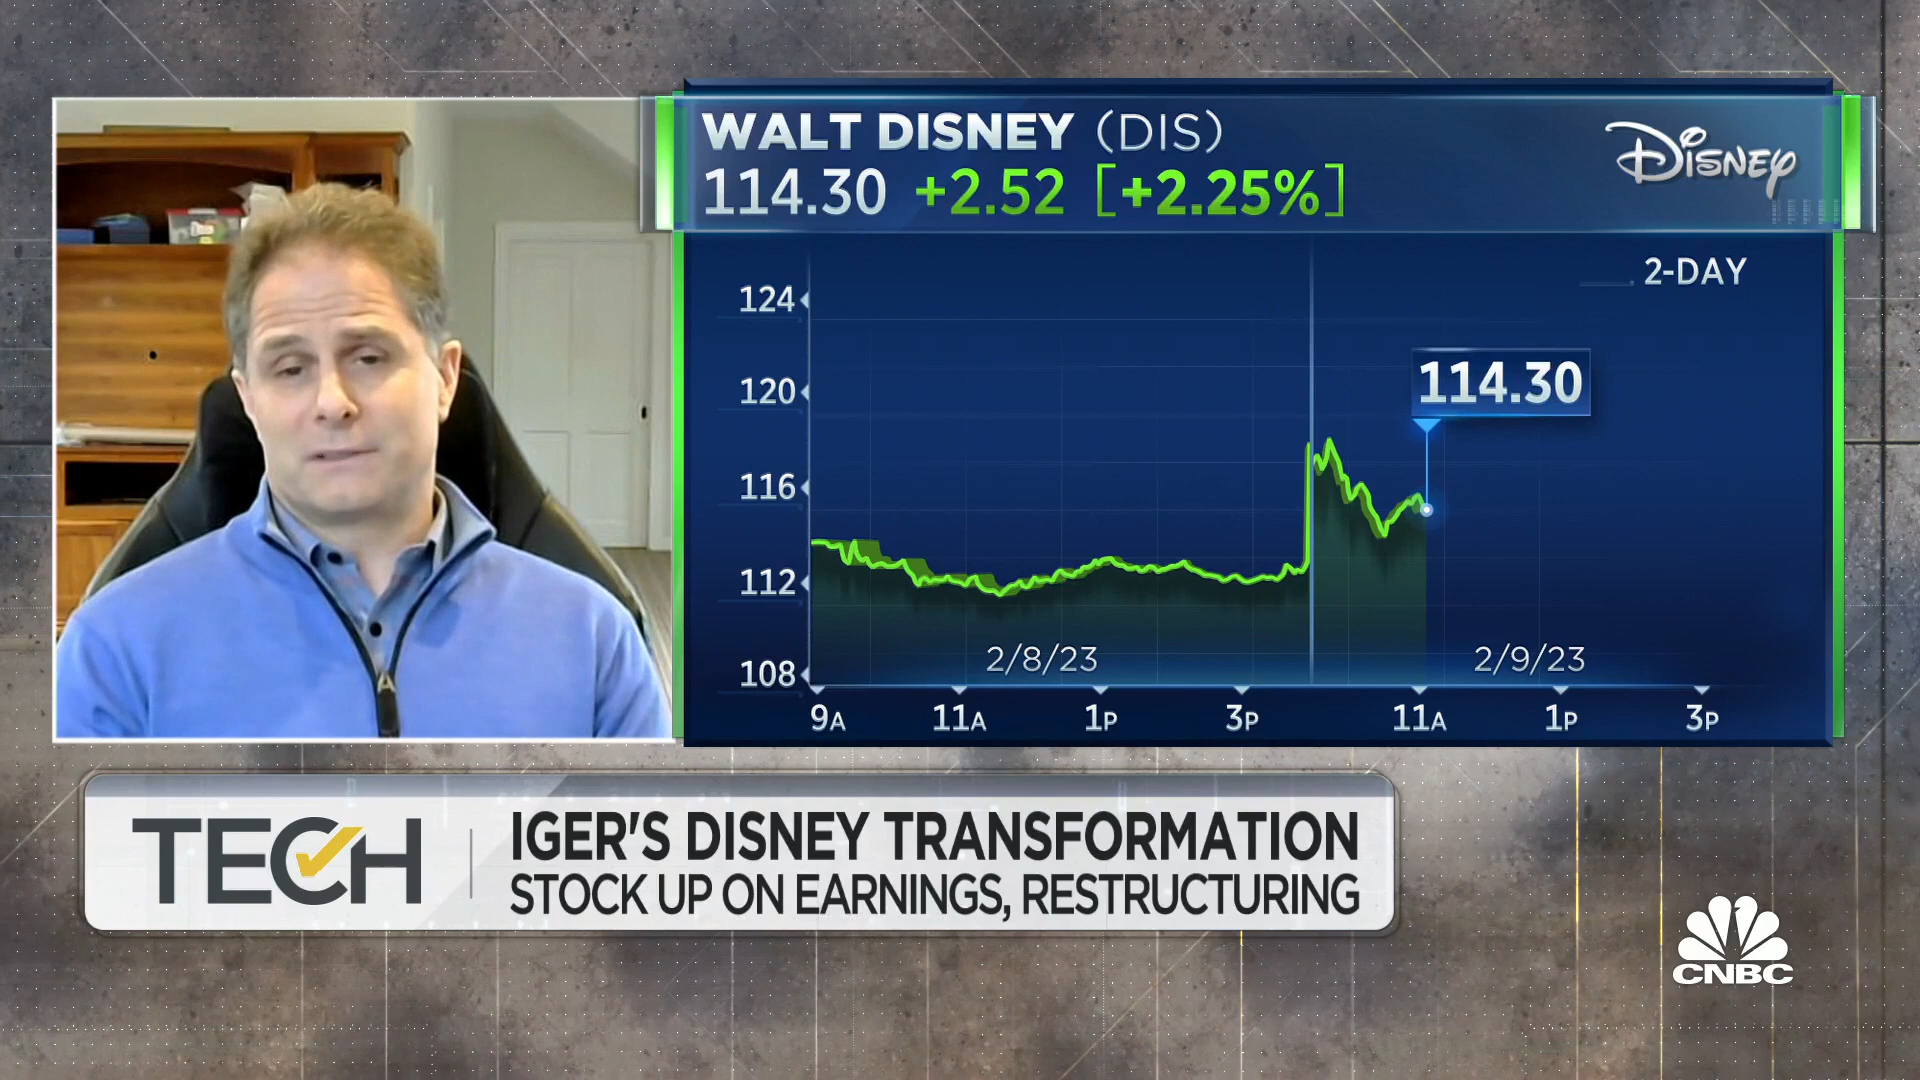 WALT DISNEY (DIS)
114.30 +2.52 [+2.25%]
DISNEY
2-DAY
124
120
116
112
108
114.30
2/8/23
2/9/23
9A 11A 1P 3P 11A 1P 3P
TECH
IGER'S DISNEY TRANSFORMATION
STOCK UP ON EARNINGS, RESTRUCTURING
CNBC